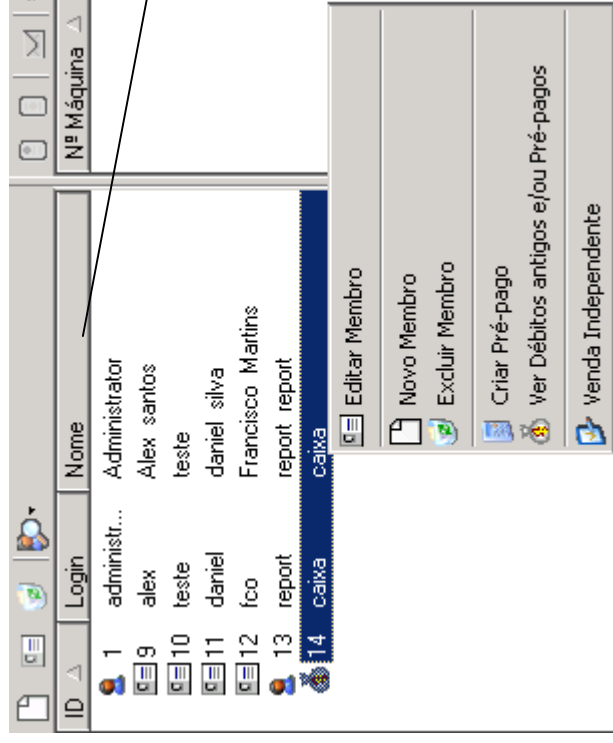 ID Login Nome Nº Máquina
1 administr... Administrator
9 alex Alex santos
10 teste teste
11 daniel daniel silva
12 fco Francisco Martins
13 report report report
14 caixa caixa
Editar Membro
Novo Membro
Excluir Membro
Criar Pré-pago
Ver Débitos antigos e/ou Pré-pagos
Venda Independente